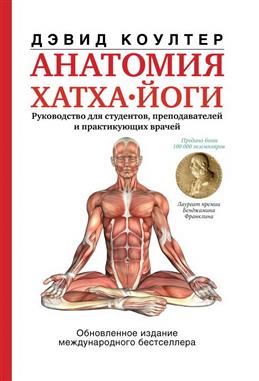 ДЭВИД КОУЛТЕР
АНАТОМИЯ
ХАТХА•ЙОГИ
Руководство для студентов, преподавателей
и практикующих врачей
Продано более
100 000 экземпляров
Лауреат премии
Бенджамина
Франклина
Обновленное издание
международного бестселлера